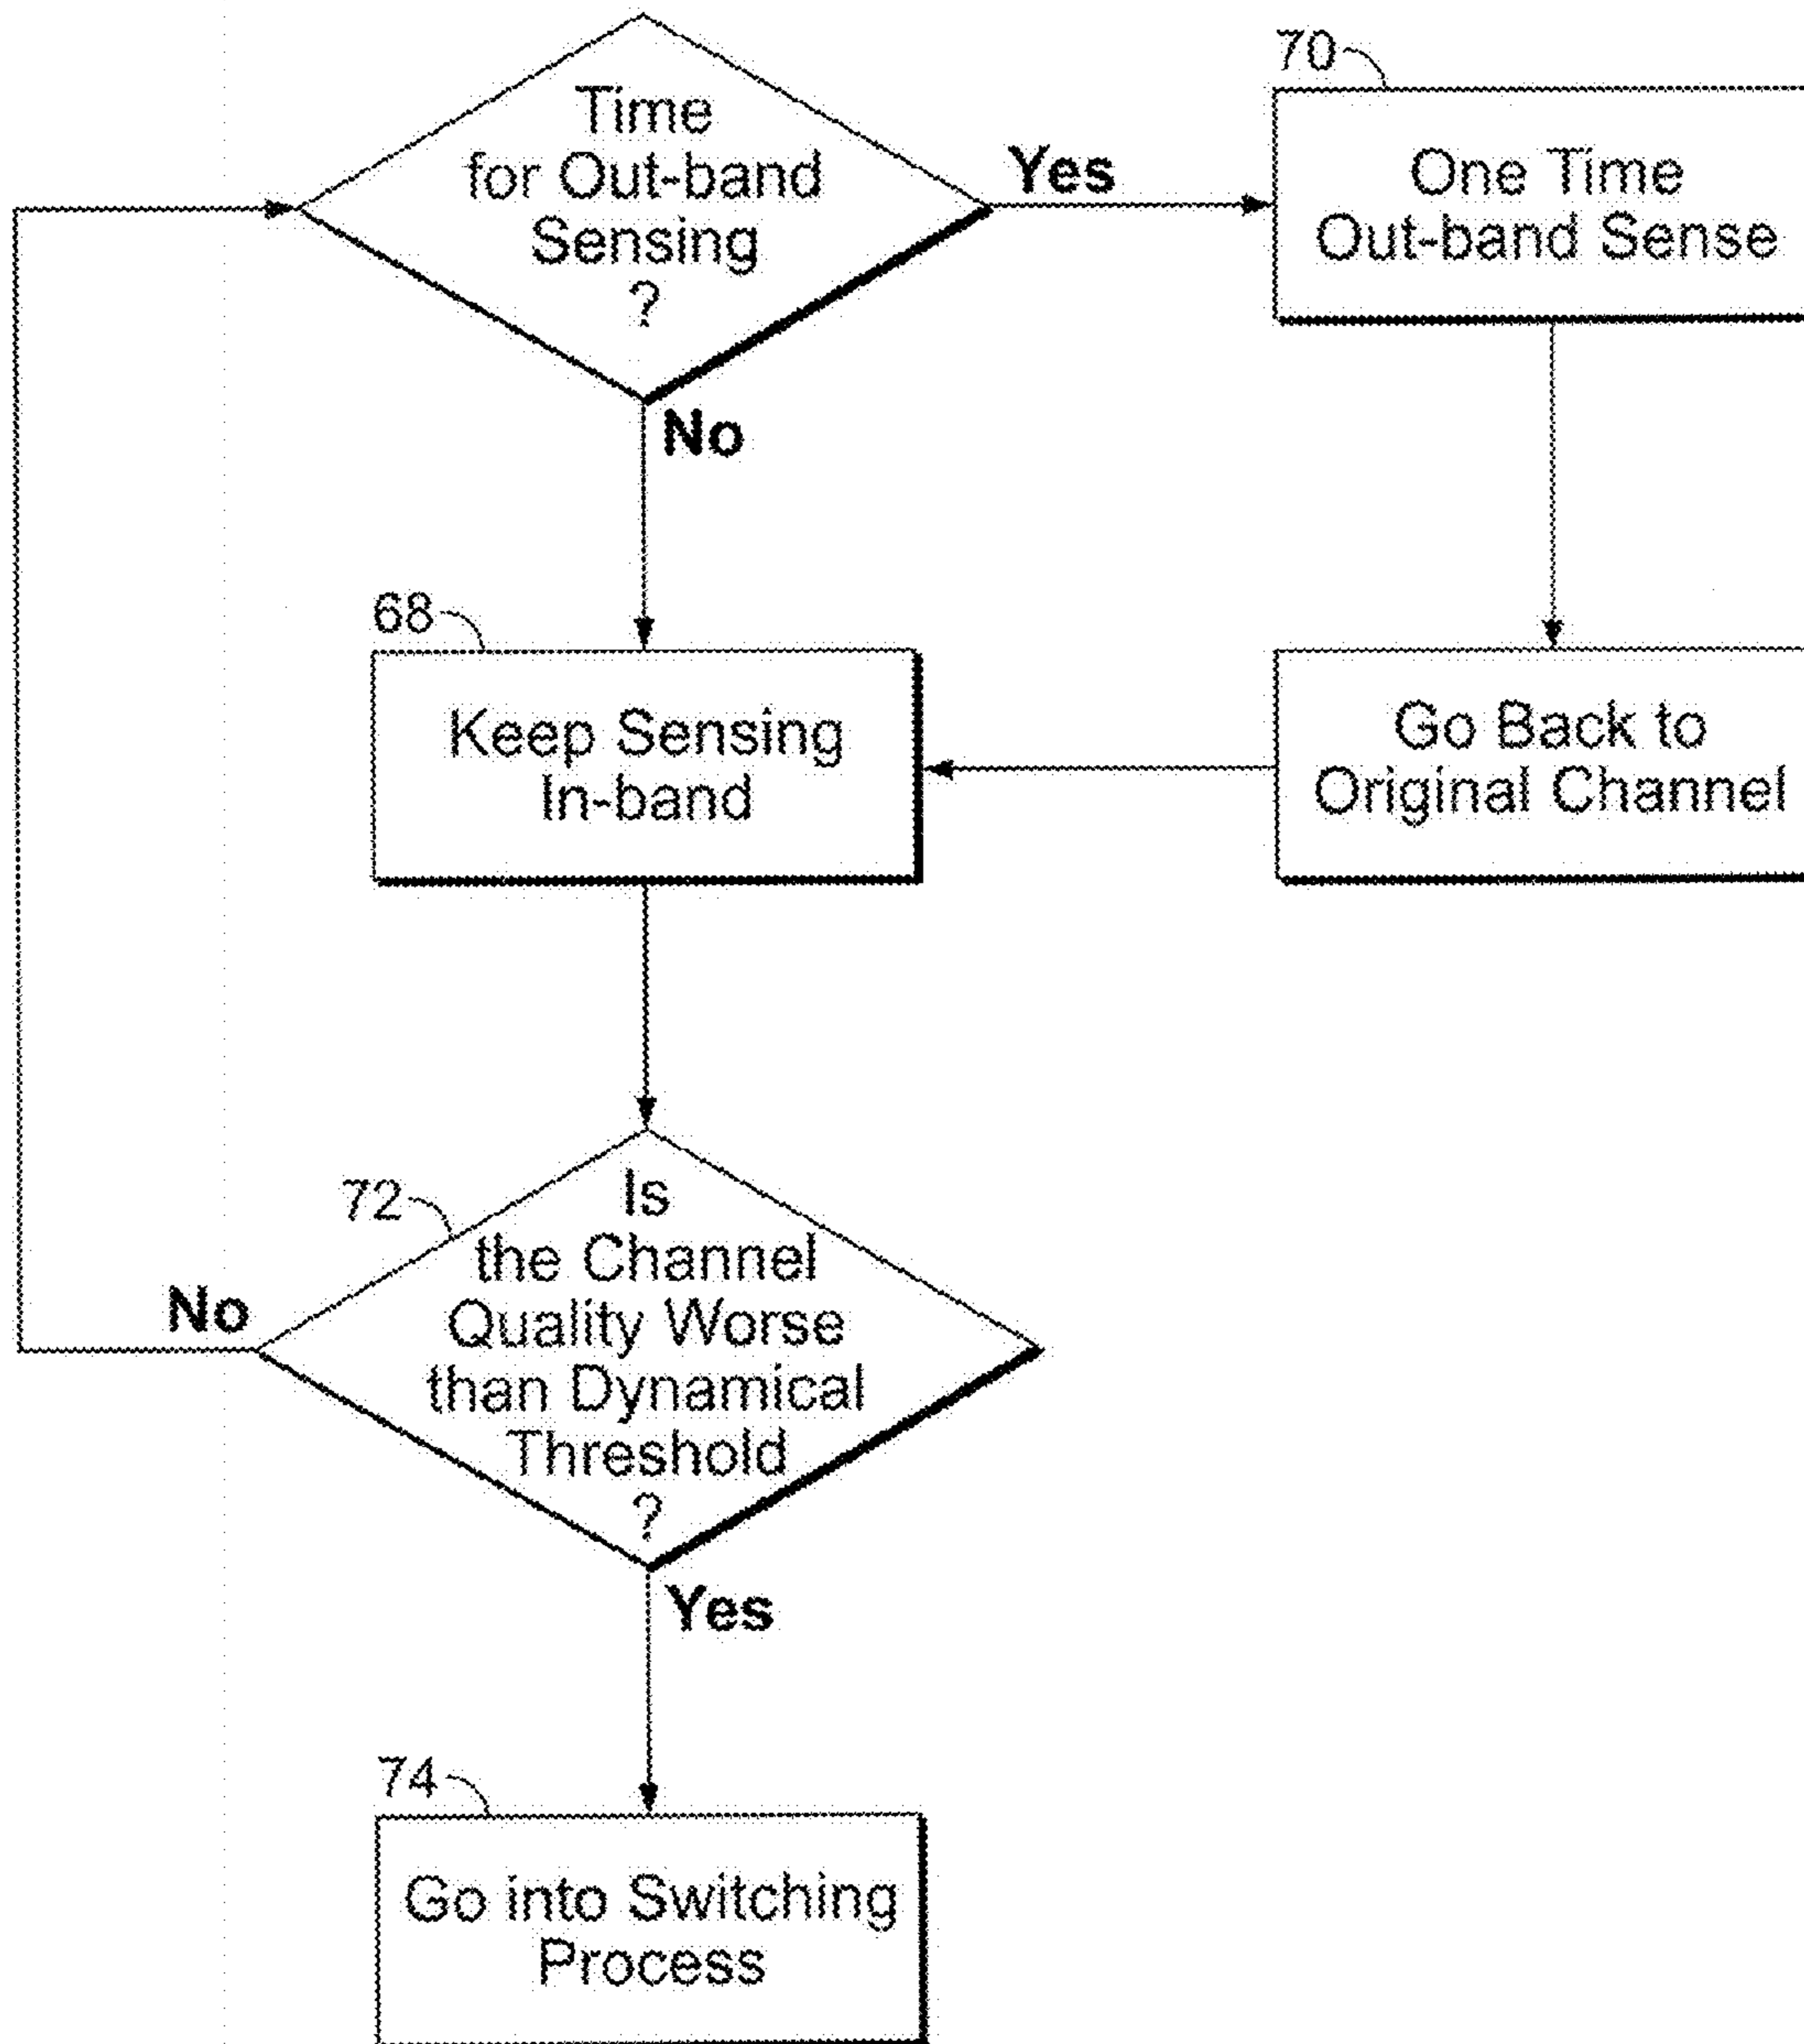 Time
for Out-band
Sensing
?
Yes
70
One Time
Out-band Sense
No
68
Keep Sensing
In-band
Go Back to
Original Channel
72
Is
the Channel
Quality Worse
than Dynamical
Threshold
?
No
Yes
74
Go into Switching
Process